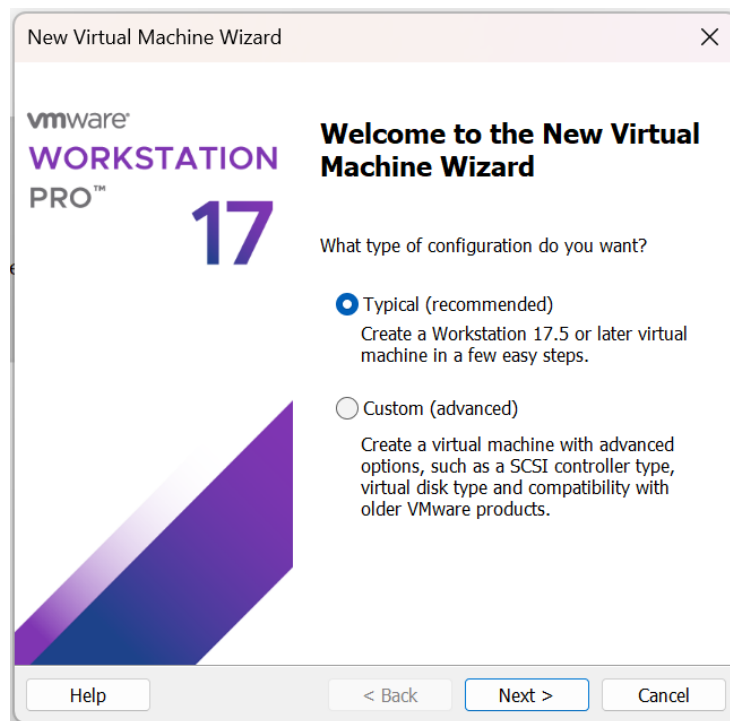 New Virtual Machine Wizard
vmware®
WORKSTATION
PRO™
17
Welcome to the New Virtual
Machine Wizard
What type of configuration do you want?
Typical (recommended)
Create a Workstation 17.5 or later virtual
machine in a few easy steps.
Custom (advanced)
Create a virtual machine with advanced
options, such as a SCSI controller type,
virtual disk type and compatibility with
older VMware products.
Help
< Back
Next >
Cancel